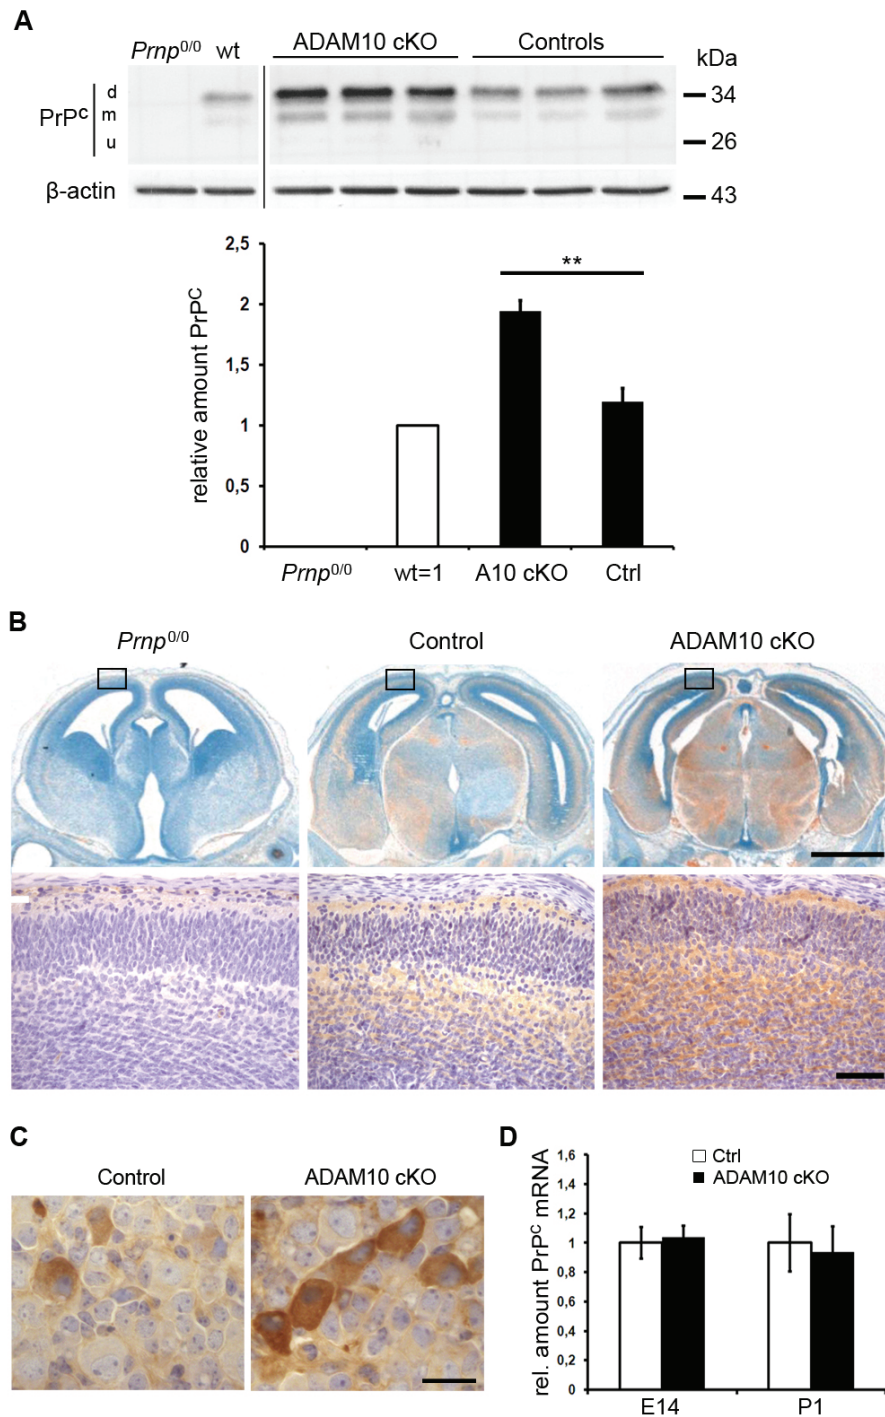 A
Prnp0/0 wt ADAM10 cKO Controls kDa
PrPC d 34
m
u 26
β-actin 43
2,5
**
2
1,5
1
0,5
0
relative amount PrPC
Prnp0/0 wt=1 A10 cKO Ctrl
B
Prnp0/0 Control ADAM10 cKO
C
Control ADAM10 cKO
D
1,6
1,4
1,2
1
0,8
0,6
0,4
0,2
0
rel. amount PrPC mRNA
Ctrl
ADAM10 cKO
E14 P1